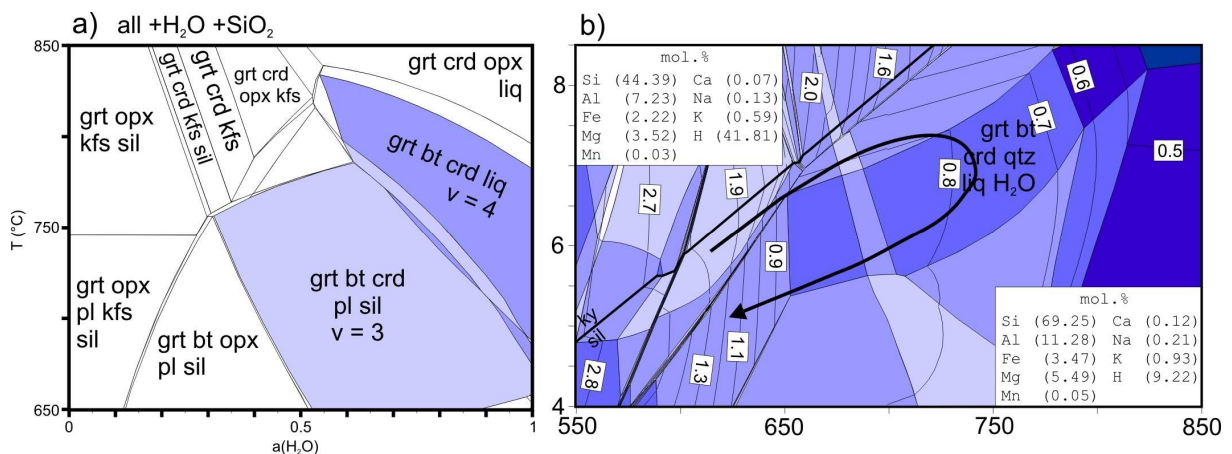 a) all +H₂O +SiO₂
850
750
650
T (°C)
0
0.5
1
a(H₂O)
grt opx
kfs sil
grt crd kfs sil
grt crd kfs
grt crd
opx kfs
grt crd opx
liq
grt bt crd liq
v = 4
grt opx
pl kfs
sil
grt bt opx
pl sil
grt bt crd
pl sil
v = 3
b)
8
6
4
550
650
750
850
mol.%
Si (44.39) Ca (0.07)
Al (7.23) Na (0.13)
Fe (2.22) K (0.59)
Mg (3.52) H (41.81)
Mn (0.03)
2.0
1.6
0.6
0.7
0.5
grt bt
crd qtz
liq H₂O
0.8
2.7
1.9
0.9
ky
sil
2.8
1.3
1.1
mol.%
Si (69.25) Ca (0.12)
Al (11.28) Na (0.21)
Fe (3.47) K (0.93)
Mg (5.49) H (9.22)
Mn (0.05)